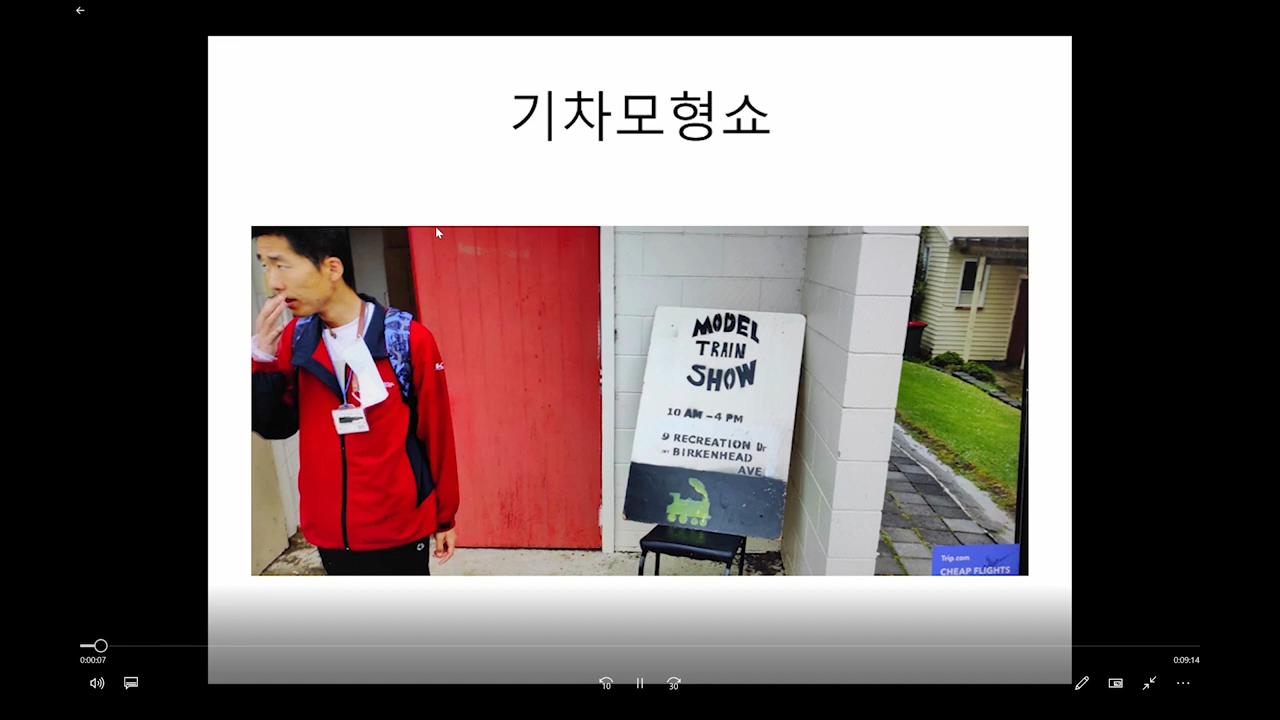 기차모형쇼
MODEL
TRAIN
SHOW
10 AM – 4 PM
9 RECREATION Dr
BIRKENHEAD
AVE
Trip.com
CHEAP FLIGHTS
0:00:07
0:09:14
10
30